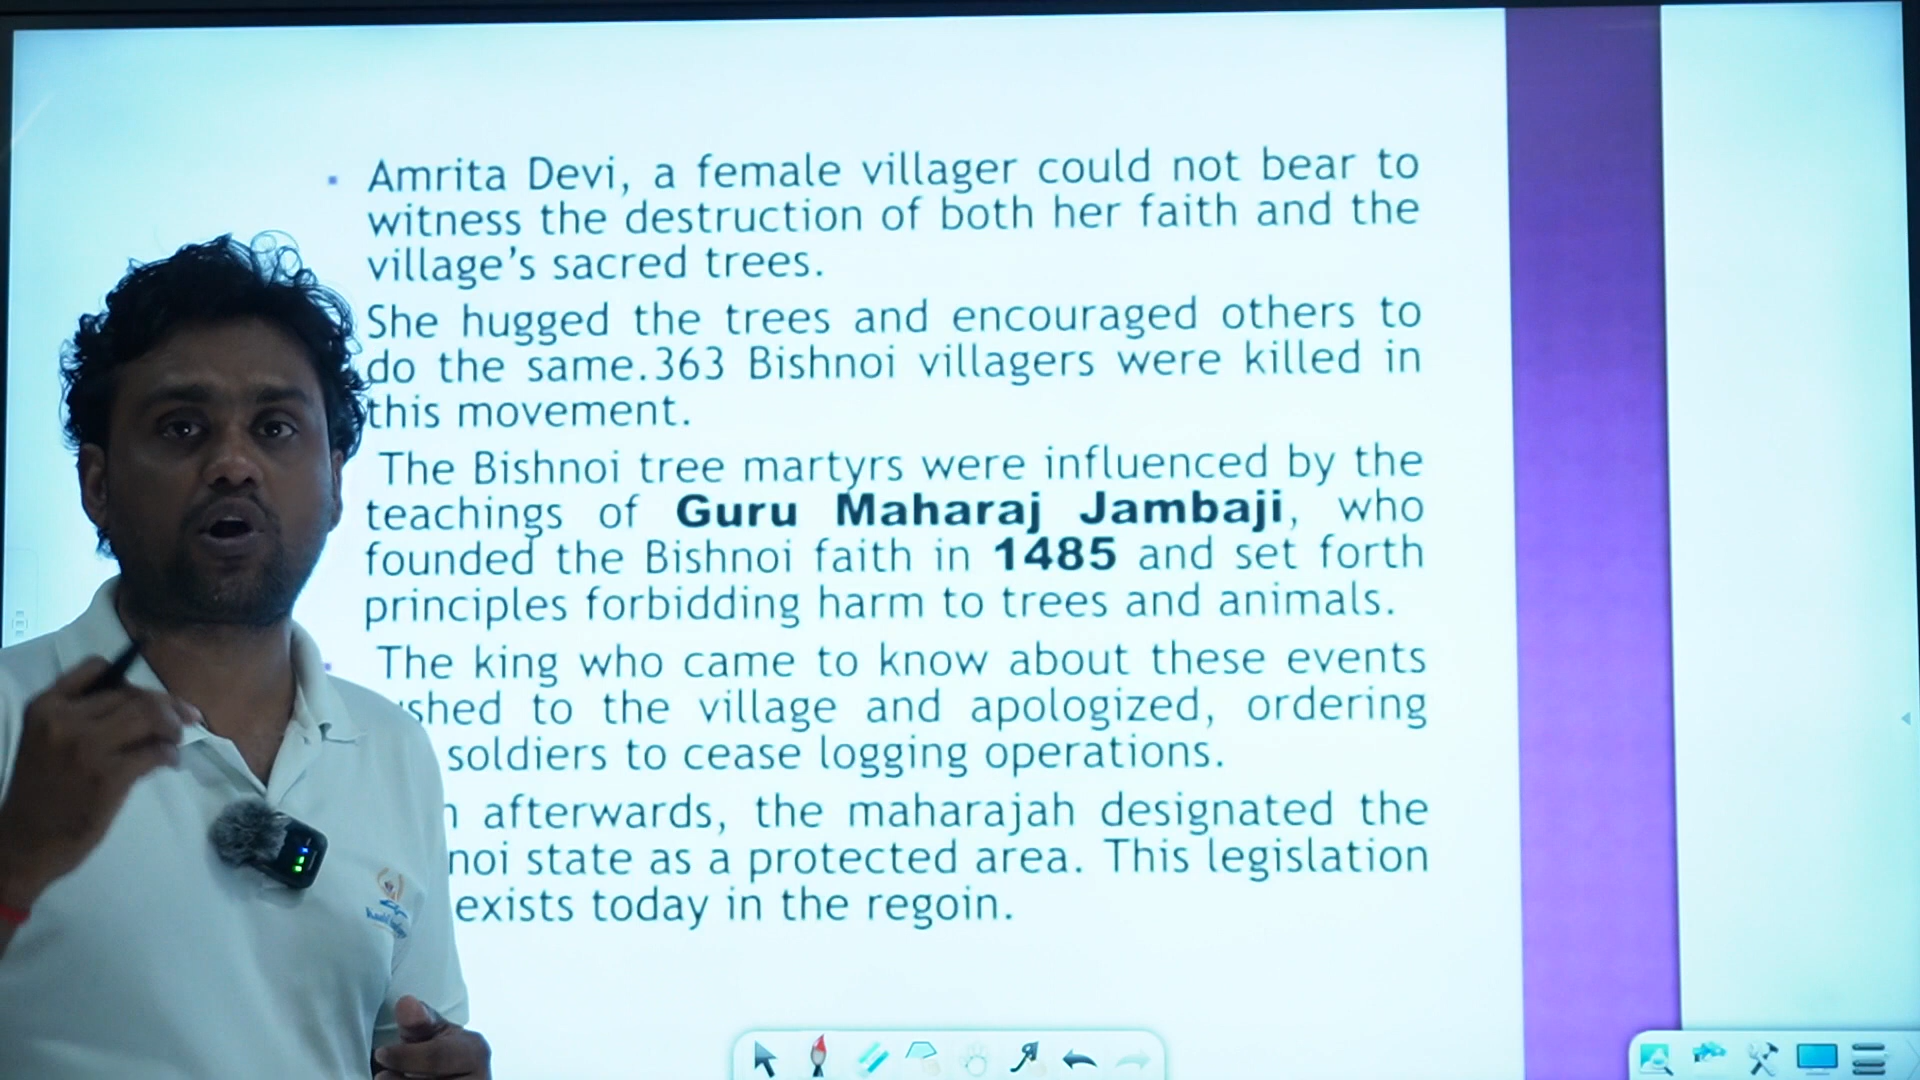 Amrita Devi, a female villager could not bear to
witness the destruction of both her faith and the
village’s sacred trees.
She hugged the trees and encouraged others to
do the same.363 Bishnoi villagers were killed in
this movement.
The Bishnoi tree martyrs were influenced by the
teachings of Guru Maharaj Jambaji, who
founded the Bishnoi faith in 1485 and set forth
principles forbidding harm to trees and animals.
The king who came to know about these events
shed to the village and apologized, ordering
soldiers to cease logging operations.
afterwards, the maharajah designated the
noi state as a protected area. This legislation
exists today in the regoin.